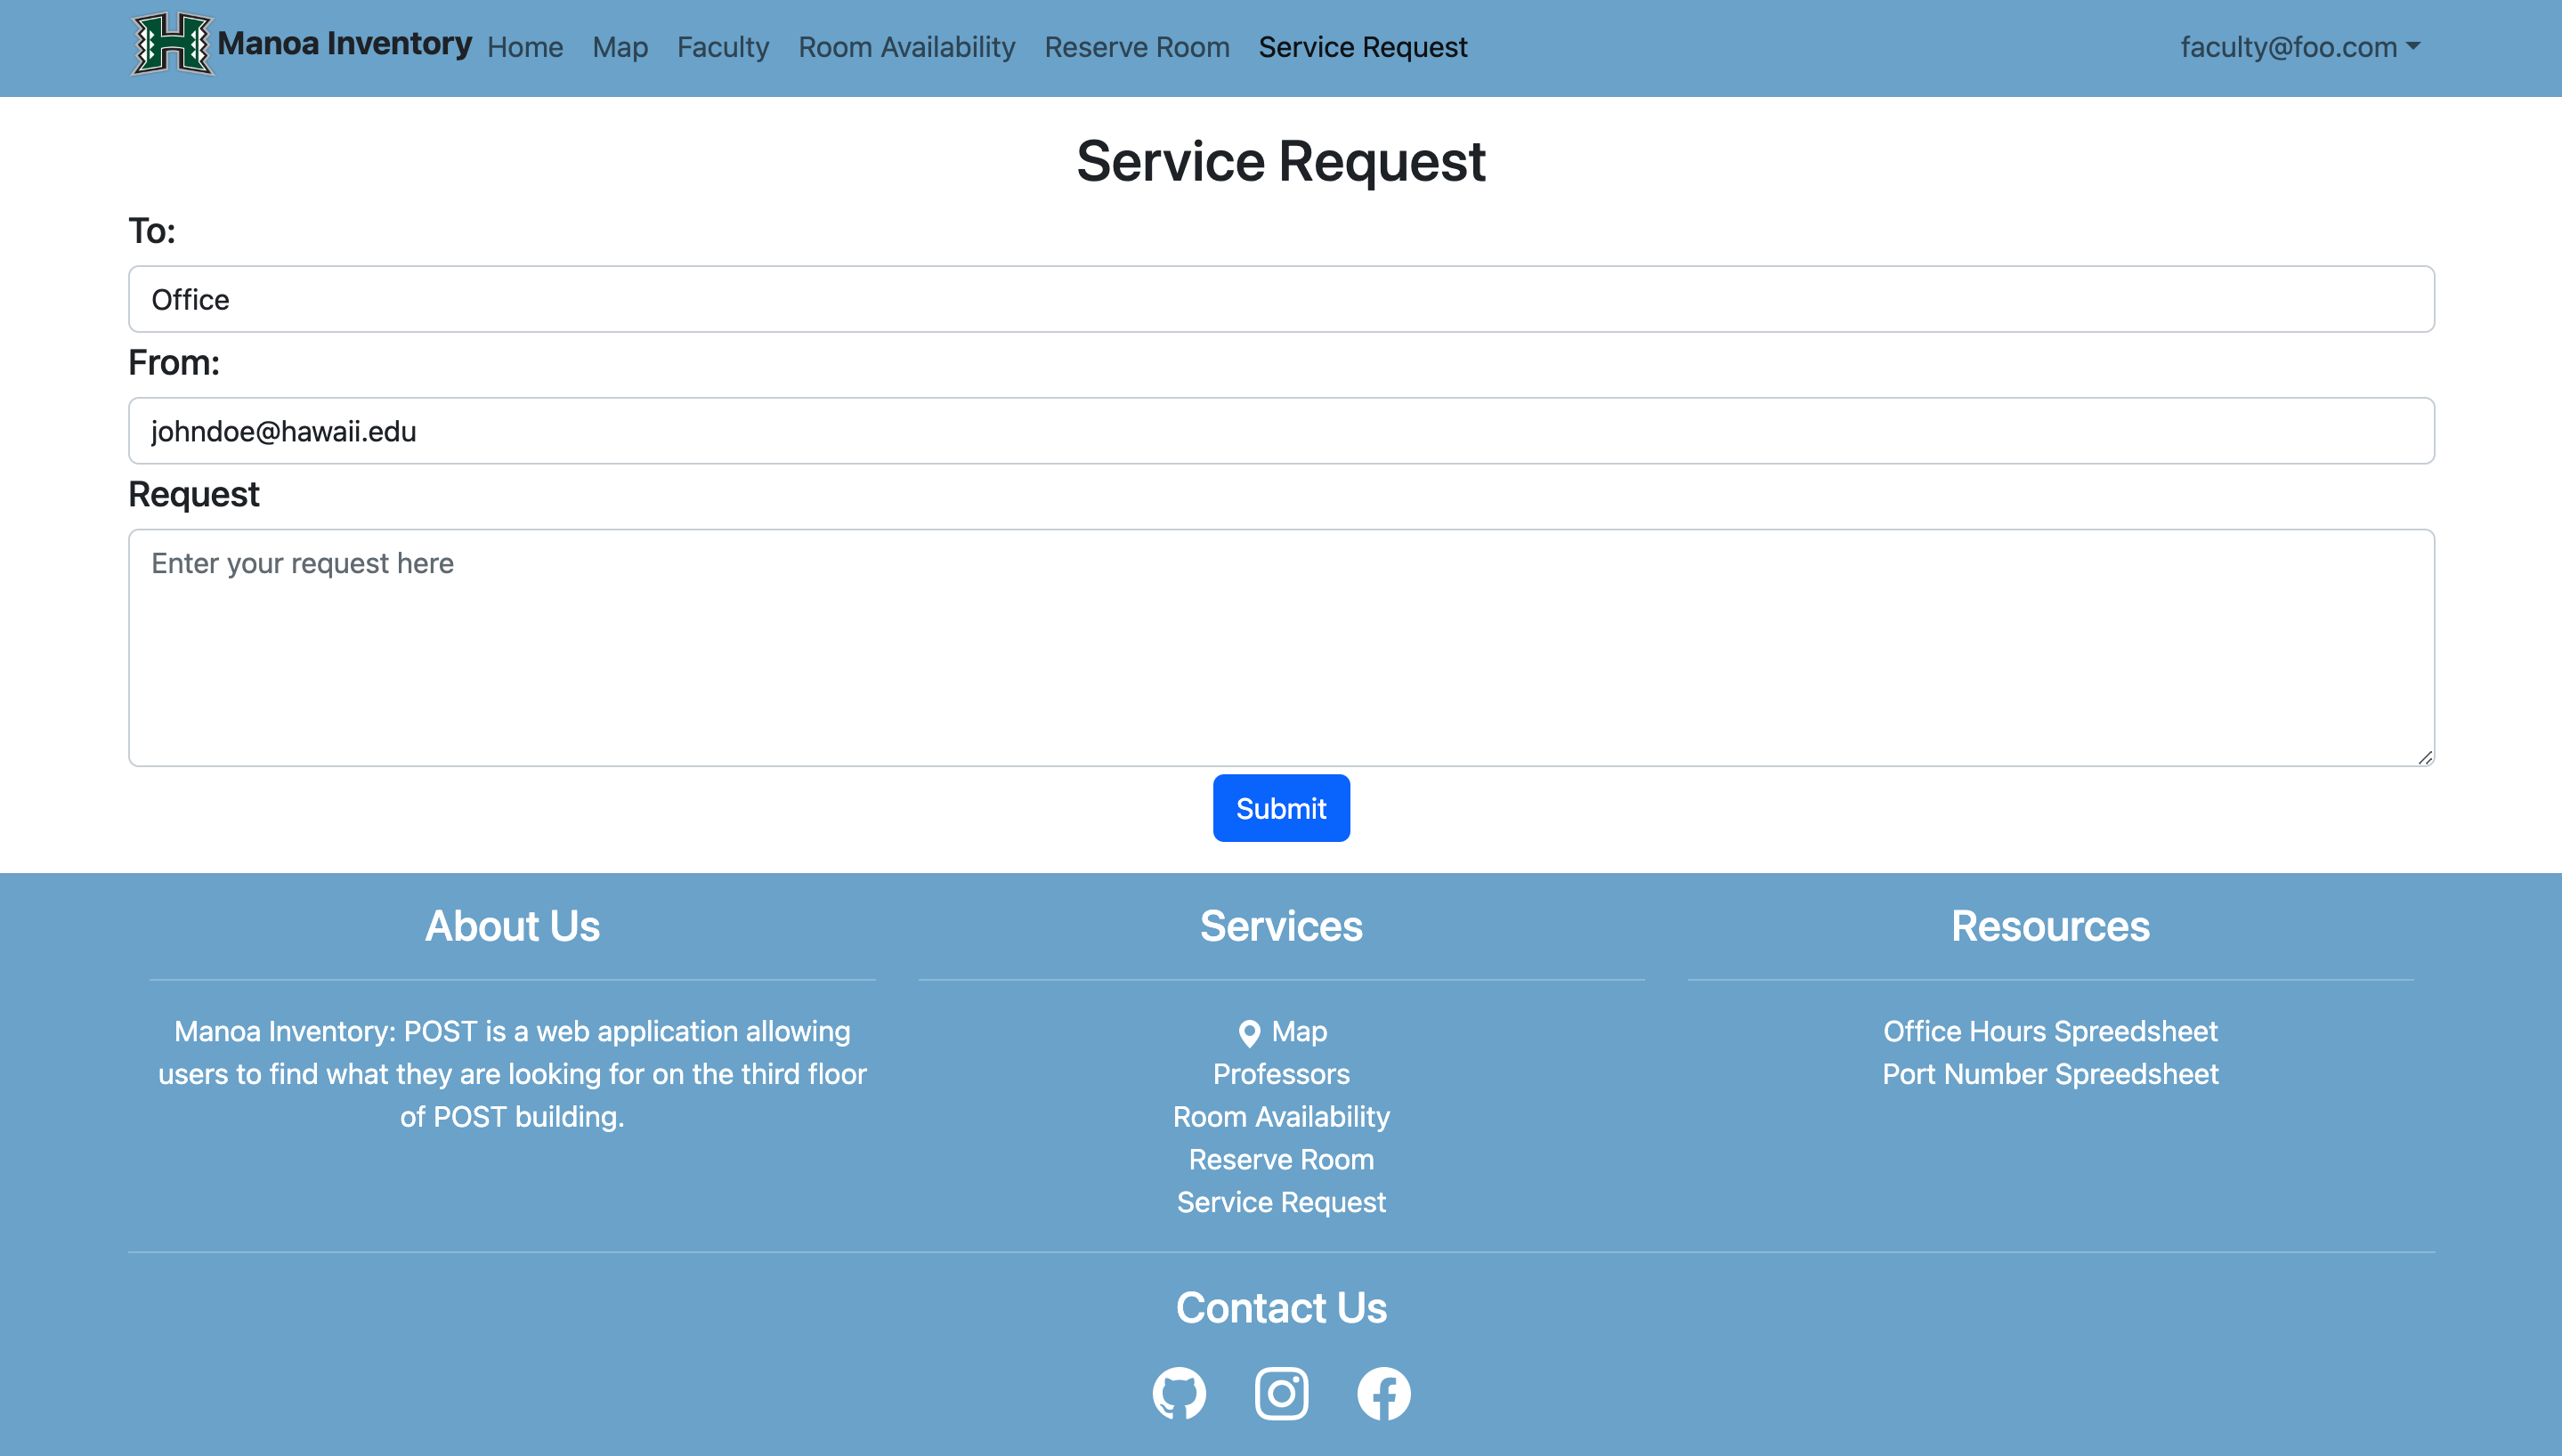 H Manoa Inventory Home Map Faculty Room Availability Reserve Room Service Request faculty@foo.com
Service Request
To:
Office
From:
johndoe@hawaii.edu
Request
Enter your request here
Submit
About Us
Manoa Inventory: POST is a web application allowing
users to find what they are looking for on the third floor
of POST building.
Services
Map
Professors
Room Availability
Reserve Room
Service Request
Resources
Office Hours Spreedsheet
Port Number Spreedsheet
Contact Us